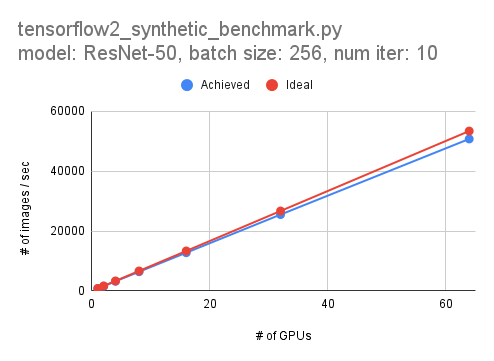 tensorflow2_synthetic_benchmark.py
model: ResNet-50, batch size: 256, num iter: 10
Achieved Ideal
60000
40000
20000
0
# of images / sec
0 20 40 60
# of GPUs